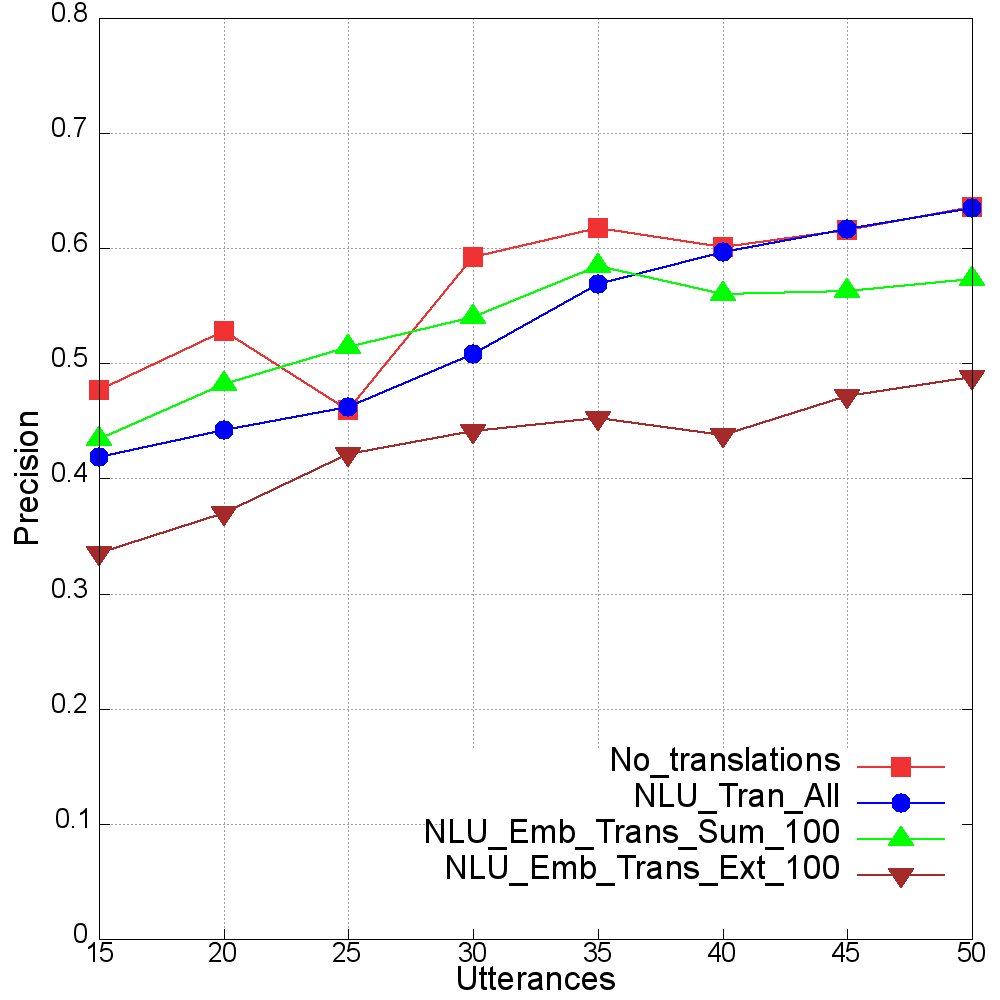 0.8
0.7
0.6
0.5
0.4
0.3
0.2
0.1
0
Precision
No_translations
NLU_Tran_All
NLU_Emb_Trans_Sum_100
NLU_Emb_Trans_Ext_100
15 20 25 30 35 40 45 50
Utterances